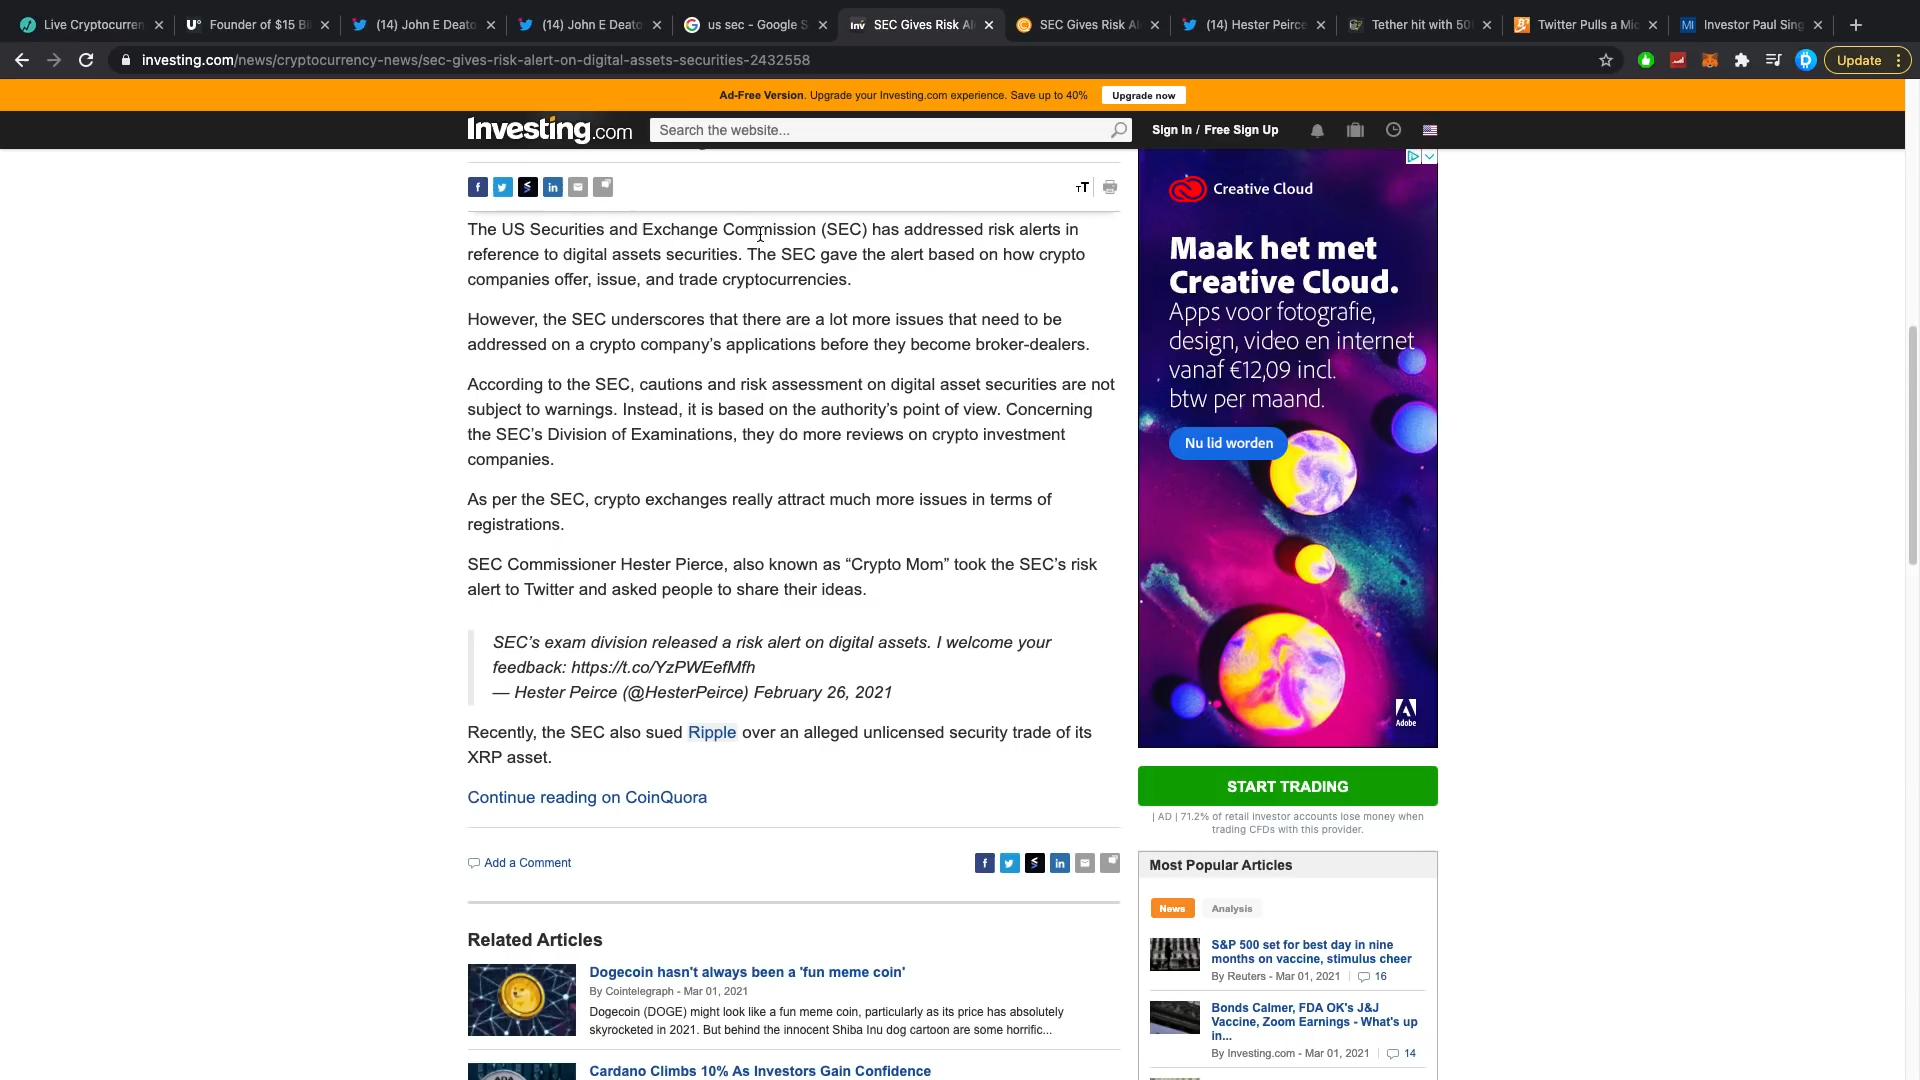 Live Cryptocurren
Founder of $15 Bi
(14) John E Deato
(14) John E Deato
us sec - Google S
SEC Gives Risk Al
SEC Gives Risk Al
(14) Hester Peirce
Tether hit with 50
Twitter Pulls a Mic
Investor Paul Sing
investing.com/news/cryptocurrency-news/sec-gives-risk-alert-on-digital-assets-securities-2432558
Update
Ad-Free Version. Upgrade your Investing.com experience. Save up to 40%
Upgrade now
Investing.com
Search the website...
Sign In / Free Sign Up
The US Securities and Exchange Commission (SEC) has addressed risk alerts in
reference to digital assets securities. The SEC gave the alert based on how crypto
companies offer, issue, and trade cryptocurrencies.
However, the SEC underscores that there are a lot more issues that need to be
addressed on a crypto company's applications before they become broker-dealers.
According to the SEC, cautions and risk assessment on digital asset securities are not
subject to warnings. Instead, it is based on the authority's point of view. Concerning
the SEC's Division of Examinations, they do more reviews on crypto investment
companies.
As per the SEC, crypto exchanges really attract much more issues in terms of
registrations.
SEC Commissioner Hester Pierce, also known as “Crypto Mom” took the SEC's risk
alert to Twitter and asked people to share their ideas.
SEC's exam division released a risk alert on digital assets. I welcome your
feedback: https://t.co/YzPWEefMfh
— Hester Peirce (@HesterPeirce) February 26, 2021
Recently, the SEC also sued Ripple over an alleged unlicensed security trade of its
XRP asset.
Continue reading on CoinQuora
Add a Comment
Related Articles
Dogecoin hasn't always been a 'fun meme coin'
By Cointelegraph - Mar 01, 2021
Dogecoin (DOGE) might look like a fun meme coin, particularly as its price has absolutely
skyrocketed in 2021. But behind the innocent Shiba Inu dog cartoon are some horrific...
Cardano Climbs 10% As Investors Gain Confidence
Creative Cloud
Maak het met
Creative Cloud.
Apps voor fotografie,
design, video en internet
vanaf €12,09 incl.
btw per maand.
Nu lid worden
Adobe
START TRADING
| AD | 71.2% of retail investor accounts lose money when
trading CFDs with this provider.
Most Popular Articles
News
Analysis
S&P 500 set for best day in nine
months on vaccine, stimulus cheer
By Reuters - Mar 01, 2021
16
Bonds Calmer, FDA OK's J&J
Vaccine, Zoom Earnings - What's up
in...
By Investing.com - Mar 01, 2021
14